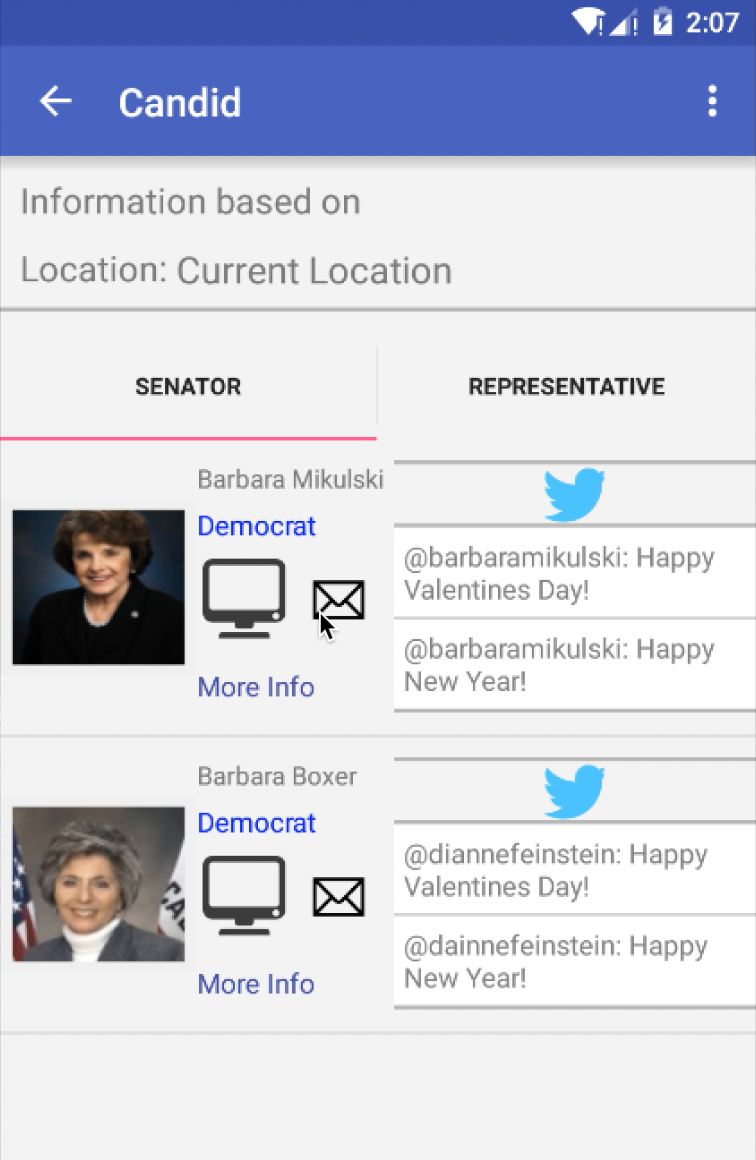 2:07
Candid
Information based on
Location: Current Location
SENATOR
REPRESENTATIVE
Barbara Mikulski
Democrat
More Info
@barbaramikulski: Happy
Valentines Day!
@barbaramikulski: Happy
New Year!
Barbara Boxer
Democrat
More Info
@diannefeinstein: Happy
Valentines Day!
@dainnefeinstein: Happy
New Year!